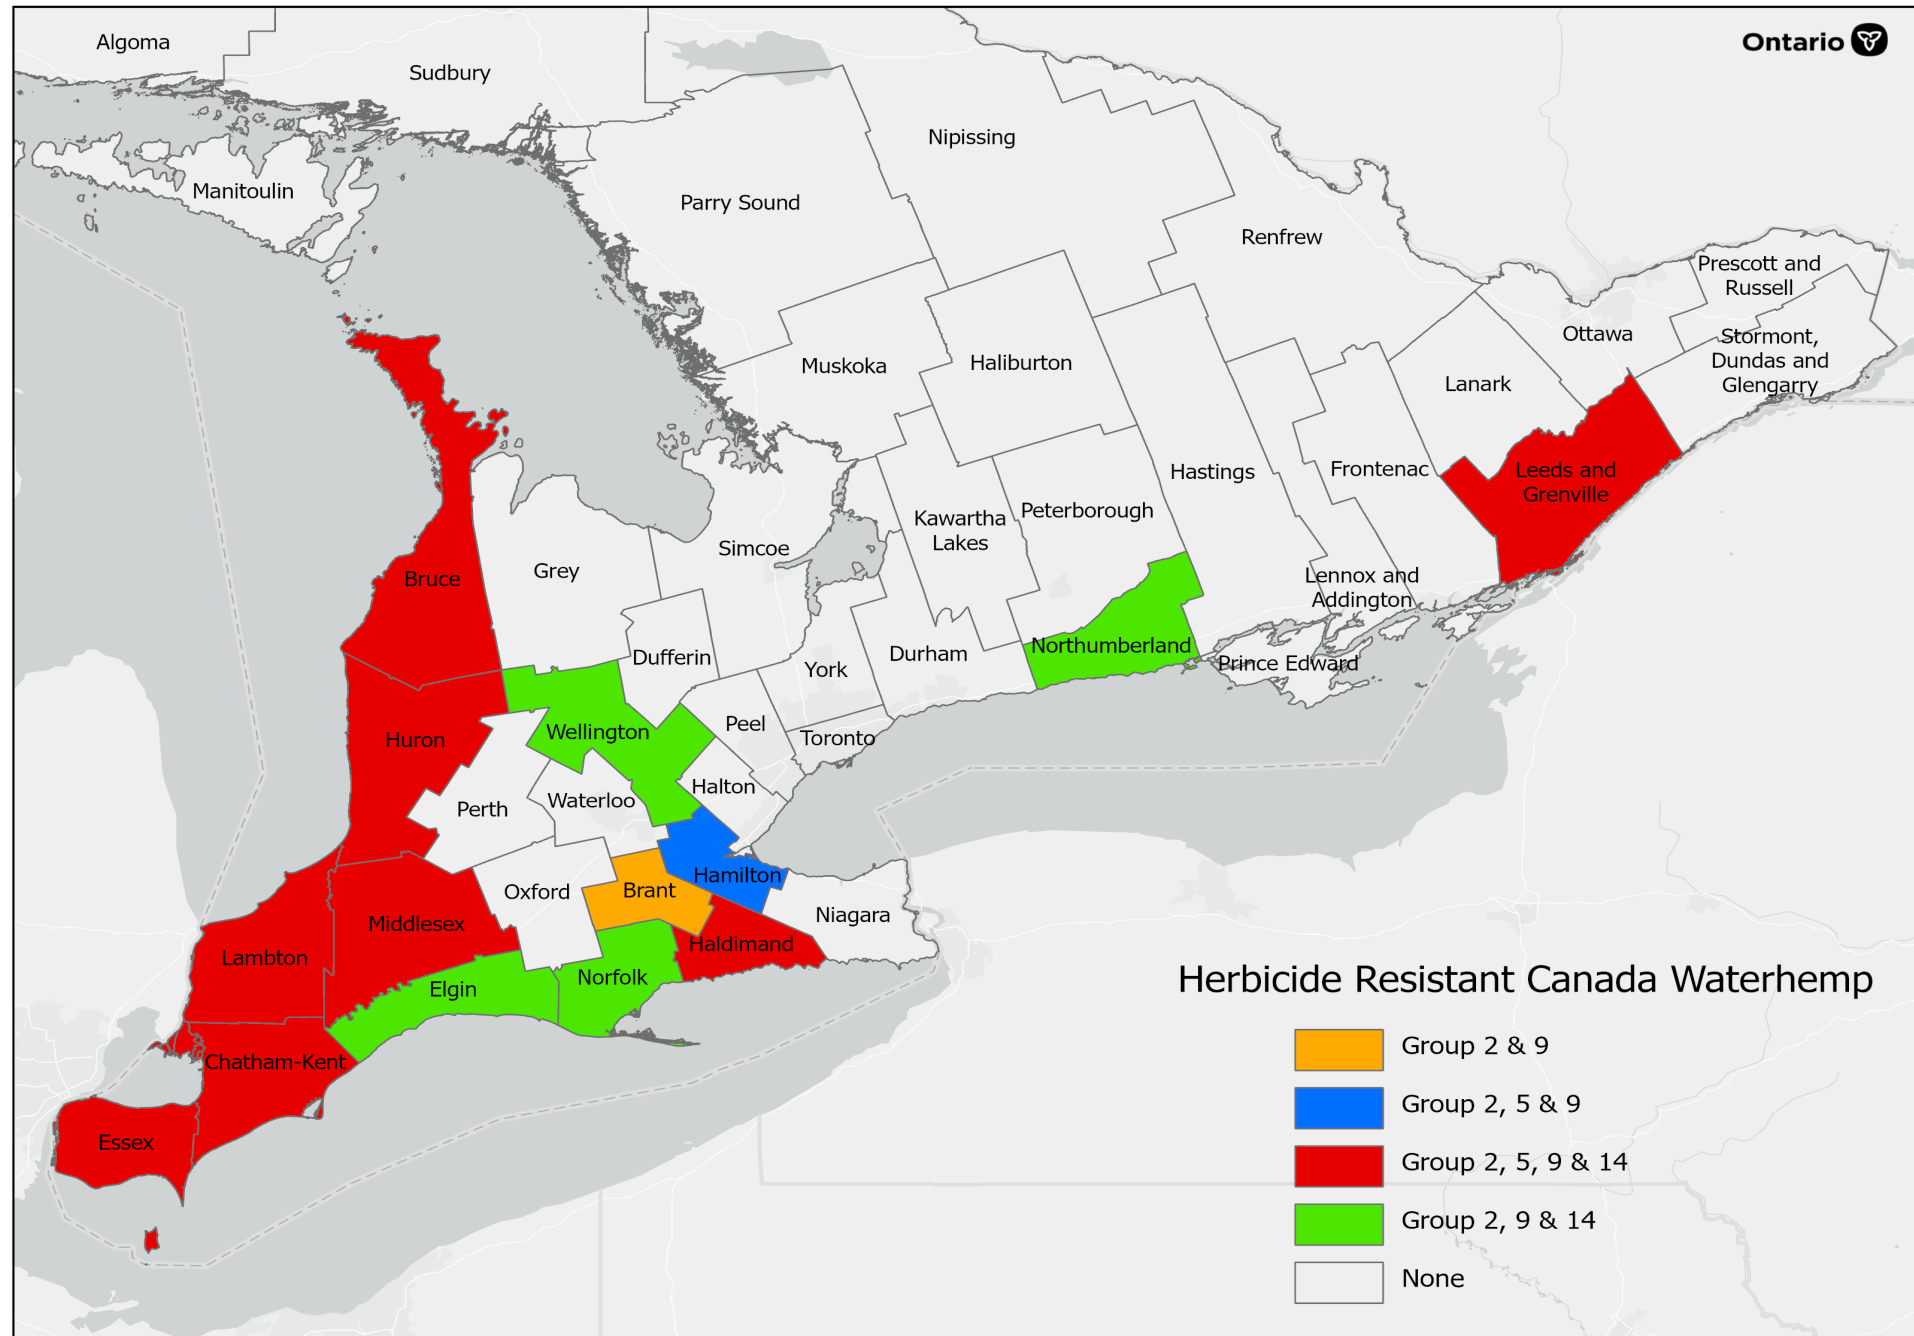 Algoma
Ontario
Sudbury
Nipissing
Manitoulin
Parry Sound
Renfrew
Prescott and
Russell
Ottawa
Stormont,
Dundas and
Glengarry
Muskoka
Haliburton
Lanark
Hastings
Frontenac
Leeds and
Grenville
Kawartha
Lakes
Peterborough
Simcoe
Grey
Bruce
Lennox and
Addington
Northumberland
Dufferin
York
Durham
Prince Edward
Wellington
Peel
Toronto
Huron
Halton
Perth
Waterloo
Hamilton
Oxford
Brant
Niagara
Middlesex
Haldimand
Lambton
Norfolk
Elgin
Chatham-Kent
Essex
Herbicide Resistant Canada Waterhemp
Group 2 & 9
Group 2, 5 & 9
Group 2, 5, 9 & 14
Group 2, 9 & 14
None